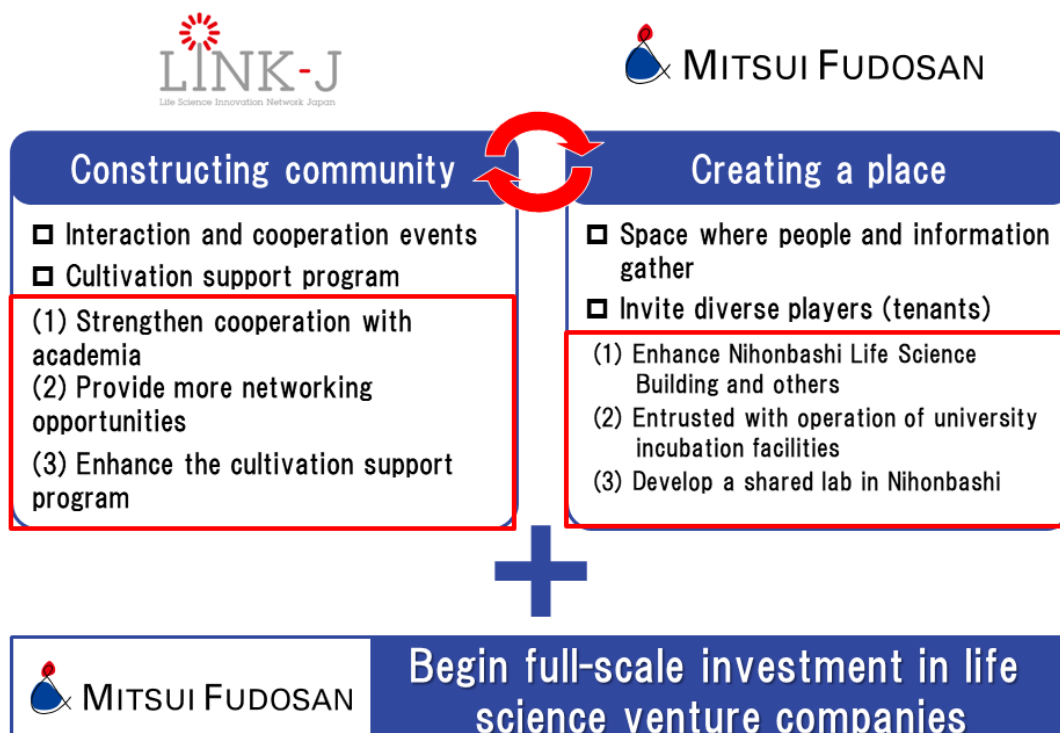 LINK-J
Life Science Innovation Network Japan
MITSUI FUDOSAN
Constructing community
Interaction and cooperation events
Cultivation support program
(1) Strengthen cooperation with
academia
(2) Provide more networking
opportunities
(3) Enhance the cultivation support
program
Creating a place
Space where people and information
gather
Invite diverse players (tenants)
(1) Enhance Nihonbashi Life Science
Building and others
(2) Entrusted with operation of university
incubation facilities
(3) Develop a shared lab in Nihonbashi
MITSUI FUDOSAN
Begin full-scale investment in life
science venture companies